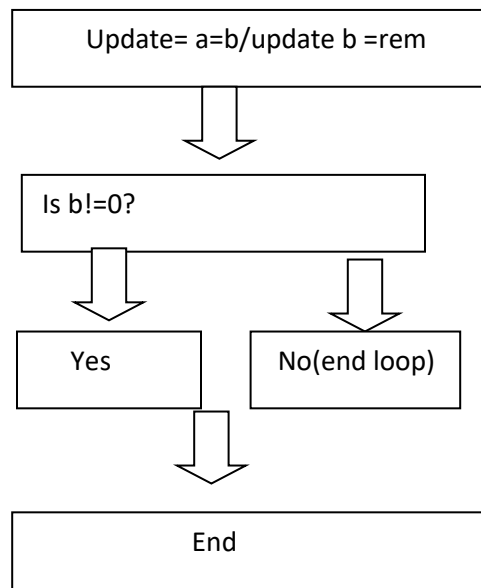 Update= a=b/update b =rem
Is b!=0?
Yes
No(end loop)
End